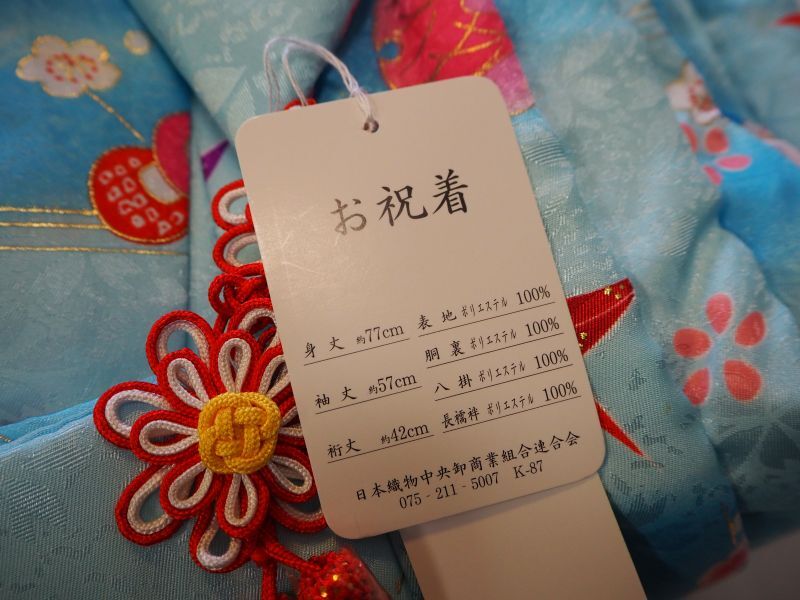 お祝着
身丈 約77cm 表地 ポリエステル 100%
胴裏 ポリエステル 100%
袖丈 約57cm 八掛 ポリエステル 100%
裄丈 約42cm 長襦袢 ポリエステル 100%
日本織物中央卸商業組合連合会
075-211-5007 K-87